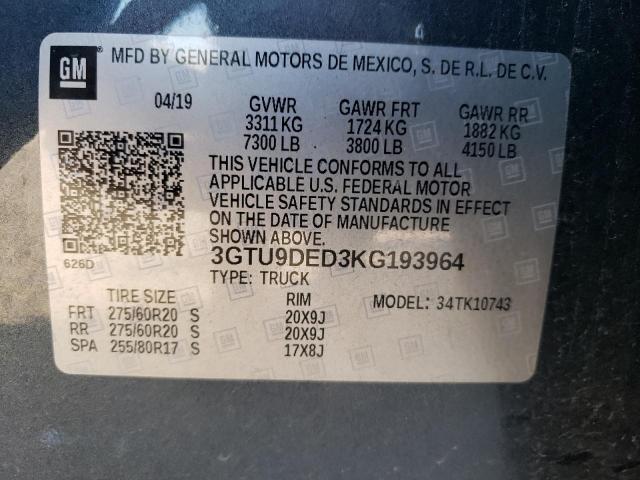 GM
MFD BY GENERAL MOTORS DE MEXICO, S. DE R.L. DE C.V.
04/19 GVWR GAWR FRT GAWR RR
3311 KG 1724 KG 1882 KG
7300 LB 3800 LB 4150 LB
THIS VEHICLE CONFORMS TO ALL
APPLICABLE U.S. FEDERAL MOTOR
VEHICLE SAFETY STANDARDS IN EFFECT
ON THE DATE OF MANUFACTURE
SHOWN ABOVE.
626D
3GTU9DED3KG193964
TYPE: TRUCK
TIRE SIZE RIM MODEL: 34TK10743
FRT 275/60R20 S 20X9J
RR 275/60R20 S 20X9J
SPA 255/80R17 S 17X8J